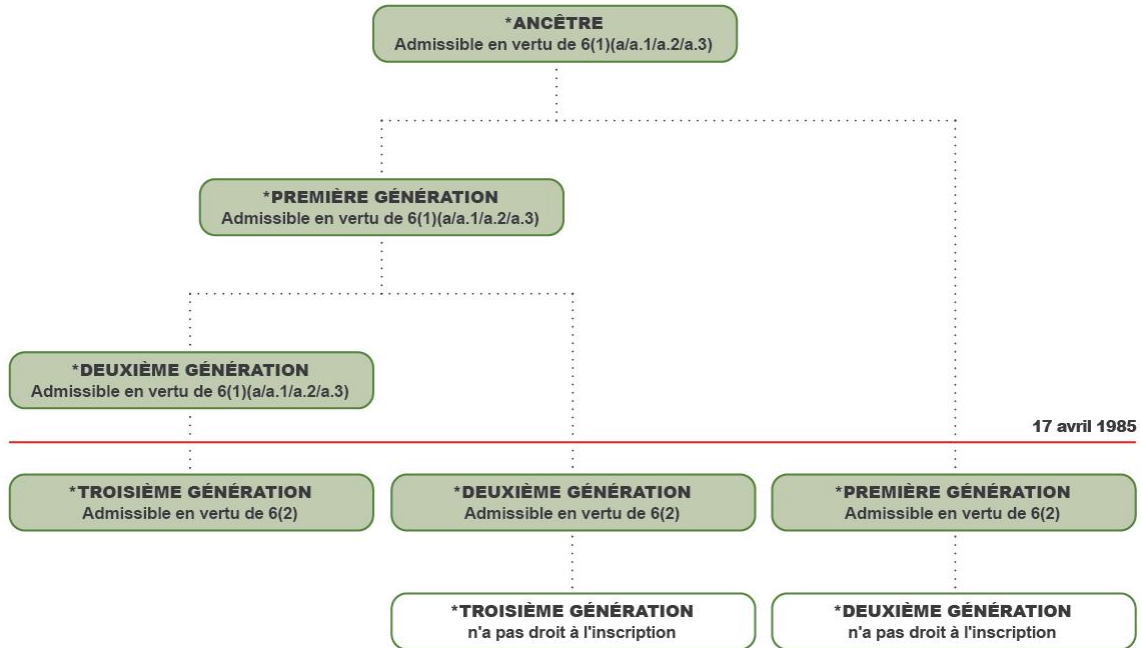 *ANCÊTRE
Admissible en vertu de 6(1)(a/a.1/a.2/a.3)
*PREMIÈRE GÉNÉRATION
Admissible en vertu de 6(1)(a/a.1/a.2/a.3)
*DEUXIÈME GÉNÉRATION
Admissible en vertu de 6(1)(a/a.1/a.2/a.3)
17 avril 1985
*TROISIÈME GÉNÉRATION
Admissible en vertu de 6(2)
*DEUXIÈME GÉNÉRATION
Admissible en vertu de 6(2)
*PREMIÈRE GÉNÉRATION
Admissible en vertu de 6(2)
*TROISIÈME GÉNÉRATION
n'a pas droit à l'inscription
*DEUXIÈME GÉNÉRATION
n'a pas droit à l'inscription